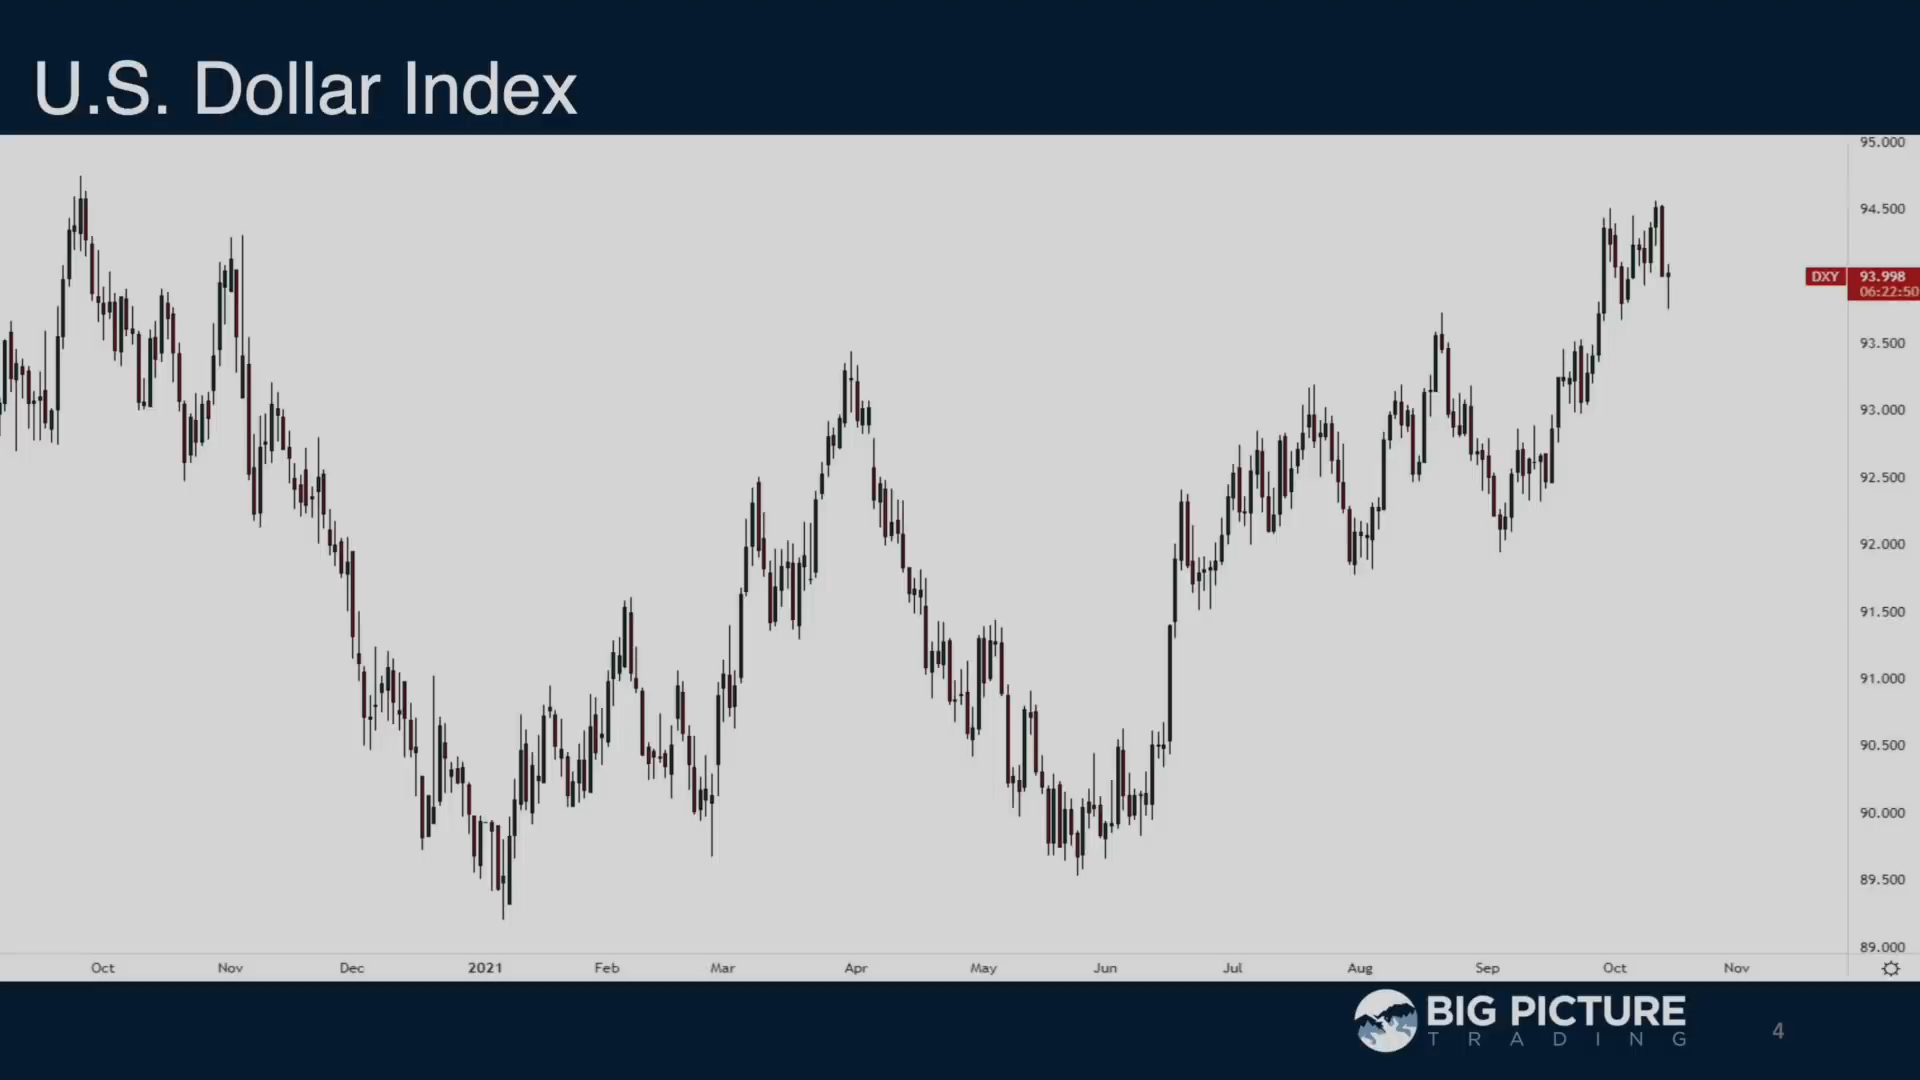 U.S. Dollar Index
95.000
94.500
DXY 93.998
06:22:50
93.500
93.000
92.500
92.000
91.500
91.000
90.500
90.000
89.500
89.000
Oct Nov Dec 2021 Feb Mar Apr May Jun Jul Aug Sep Oct Nov
BIG PICTURE
TRADING
4